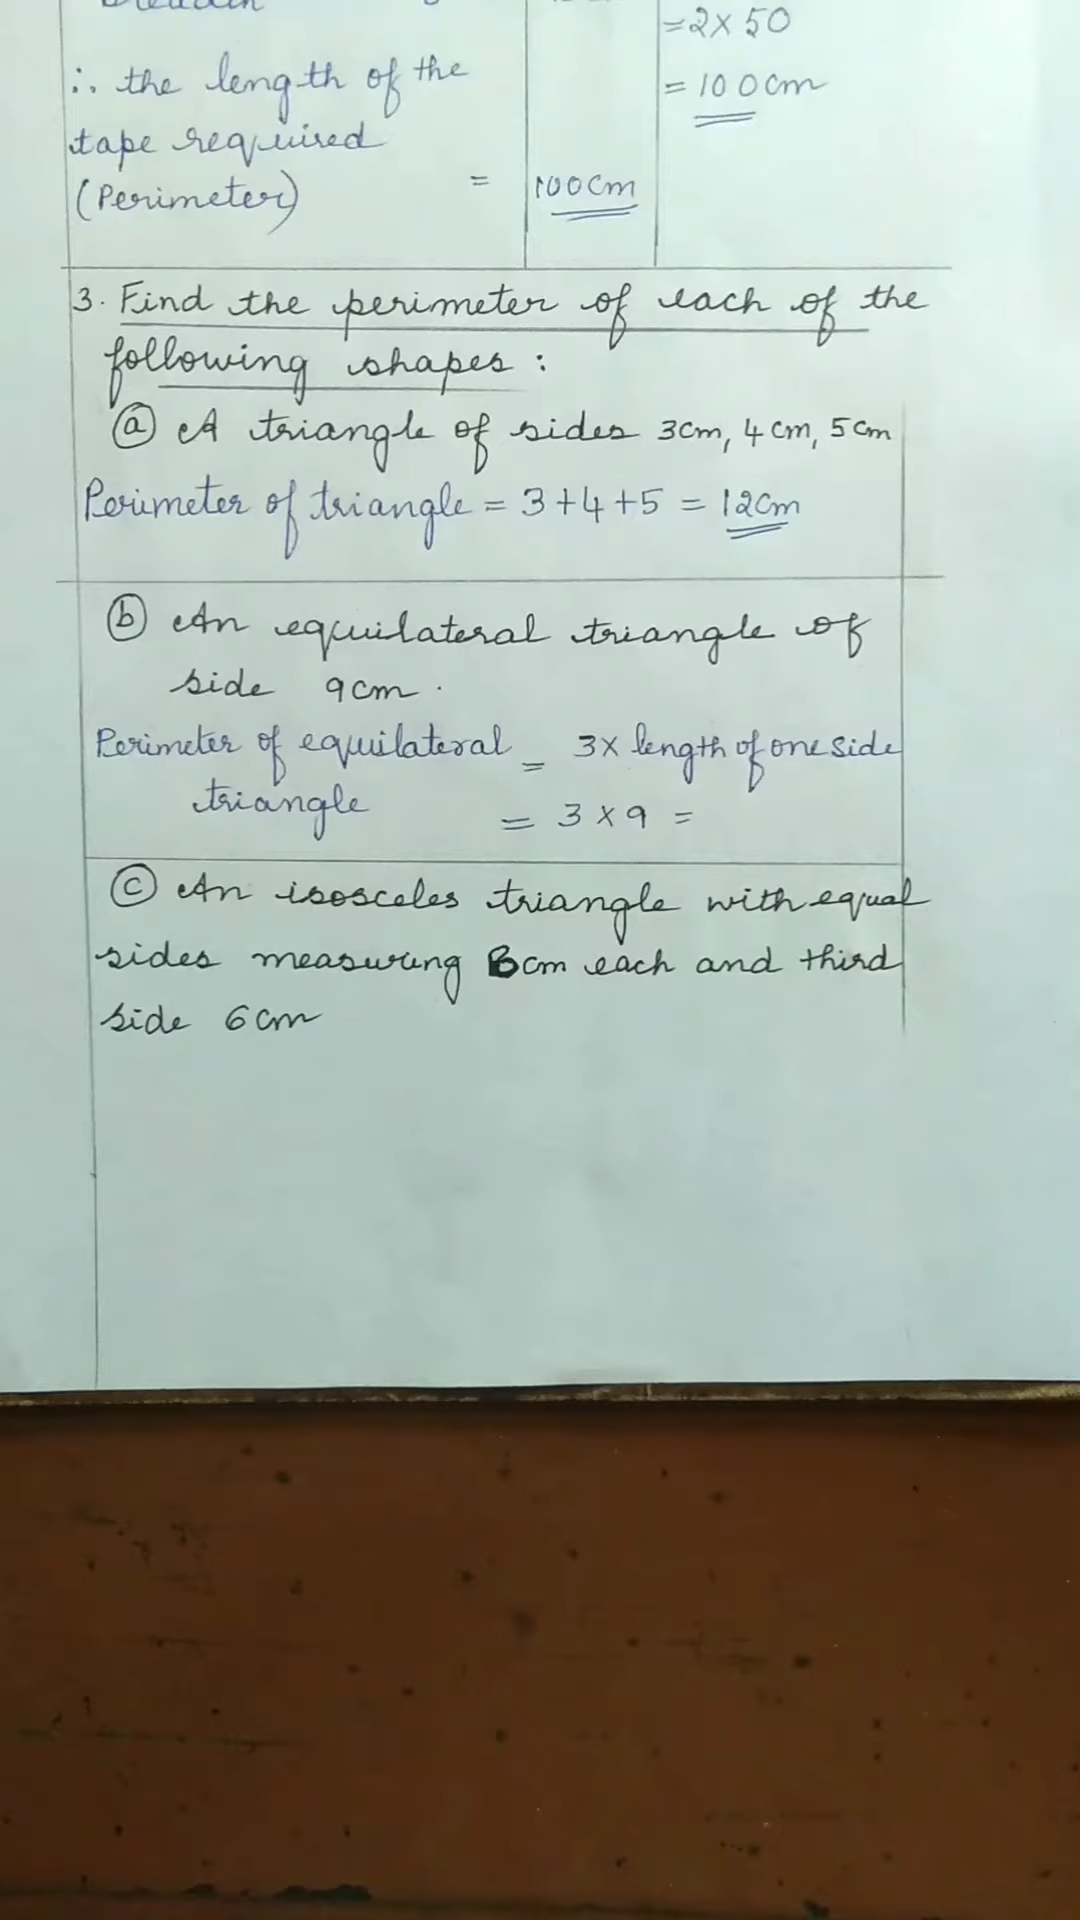 =2×50
∴ the length of the
=100cm
tape required
(Perimeter) = 100cm
3. Find the perimeter of each of the
following shapes :
ⓐ A triangle of sides 3cm, 4cm, 5cm
Perimeter of triangle = 3+4+5 = 12cm
ⓑ An equilateral triangle of
side 9cm.
Perimeter of equilateral = 3× length of one side
triangle = 3×9 =
ⓒ An isosceles triangle with equal
sides measuring cm each and third
side 6cm